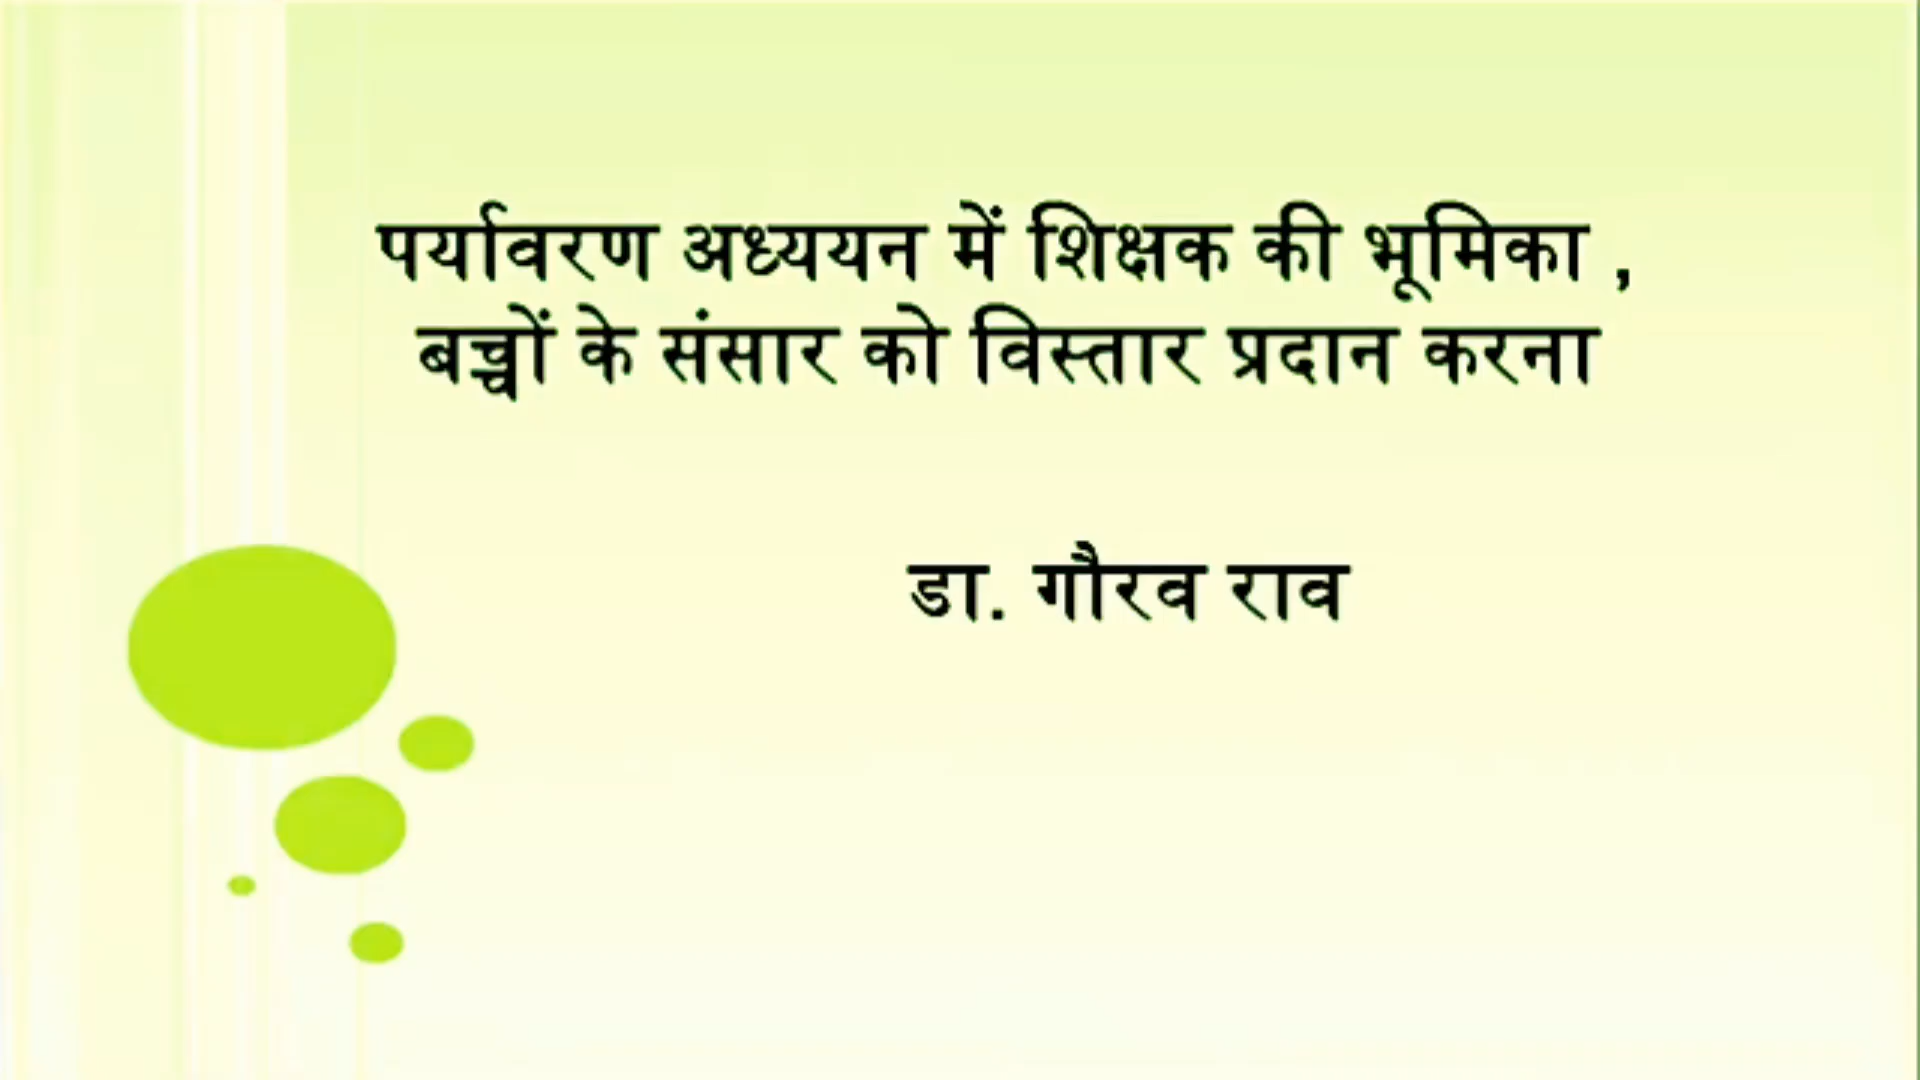 पर्यावरण अध्ययन में शिक्षक की भूमिका ,
बच्चों के संसार को विस्तार प्रदान करना
डा. गौरव राव